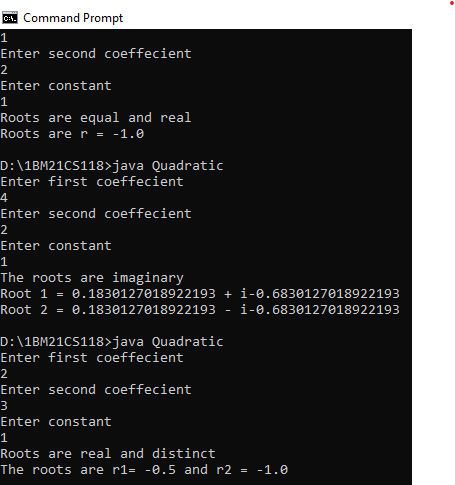 Command Prompt
1
Enter second coeffecient
2
Enter constant
1
Roots are equal and real
Roots are r = -1.0
D:\1BM21CS118>java Quadratic
Enter first coeffecient
4
Enter second coeffecient
2
Enter constant
1
The roots are imaginary
Root 1 = 0.1830127018922193 + i-0.6830127018922193
Root 2 = 0.1830127018922193 - i-0.6830127018922193
D:\1BM21CS118>java Quadratic
Enter first coeffecient
2
Enter second coeffecient
3
Enter constant
1
Roots are real and distinct
The roots are r1= -0.5 and r2 = -1.0